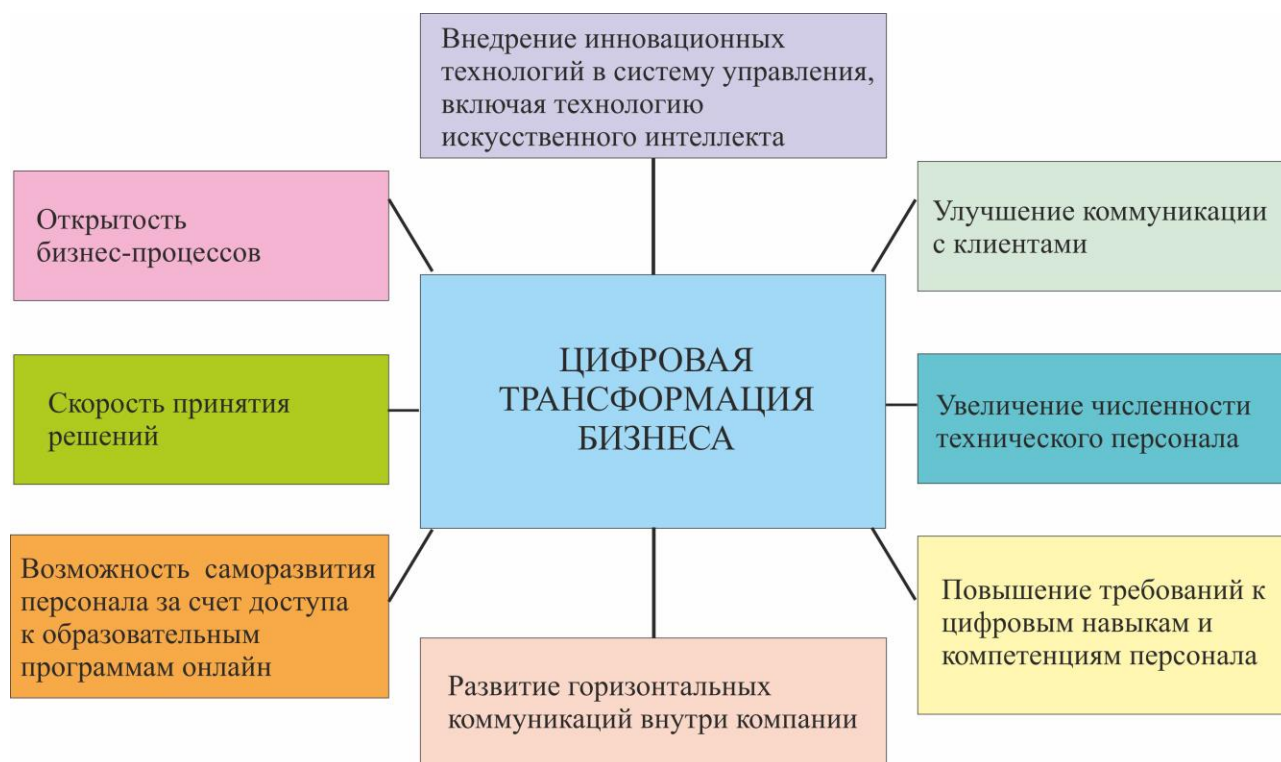 Внедрение инновационных
технологий в систему управления,
включая технологию
искусственного интеллекта
Открытость
бизнес-процессов
Улучшение коммуникации
с клиентами
ЦИФРОВАЯ
ТРАНСФОРМАЦИЯ
БИЗНЕСА
Скорость принятия
решений
Увеличение численности
технического персонала
Возможность саморазвития
персонала за счет доступа
к образовательным
программам онлайн
Повышение требований к
цифровым навыкам и
компетенциям персонала
Развитие горизонтальных
коммуникаций внутри компании